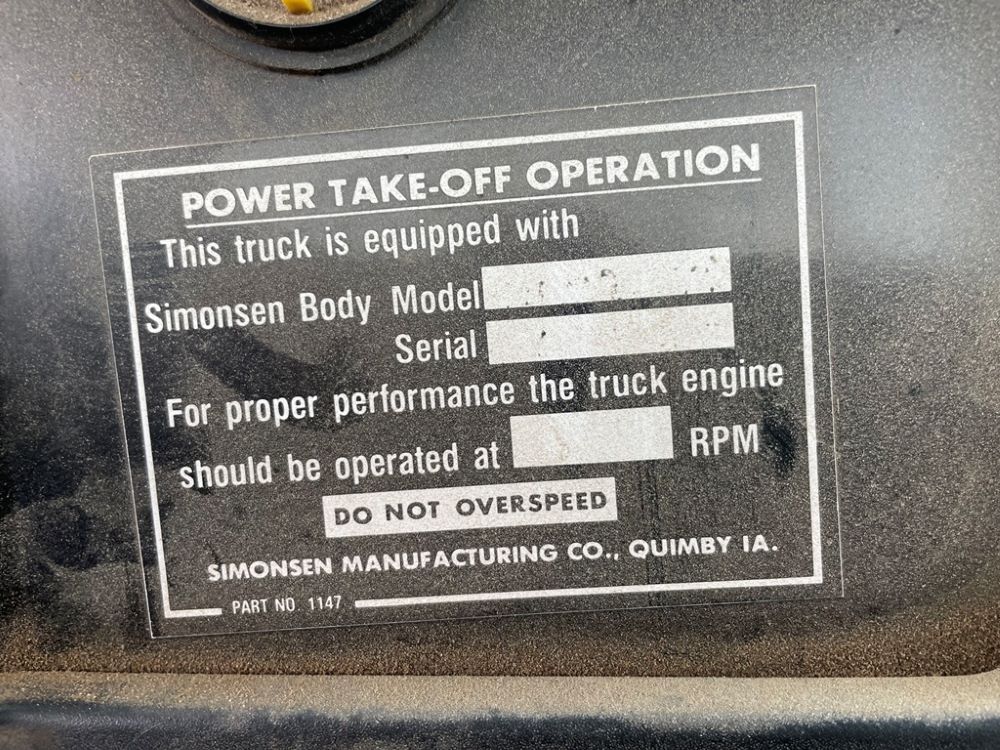 POWER TAKE-OFF OPERATION
This truck is equipped with
Simonsen Body Model
Serial
For proper performance the truck engine
should be operated at RPM
DO NOT OVERSPEED
SIMONSEN MANUFACTURING CO., QUIMBY IA.
PART NO. 1147